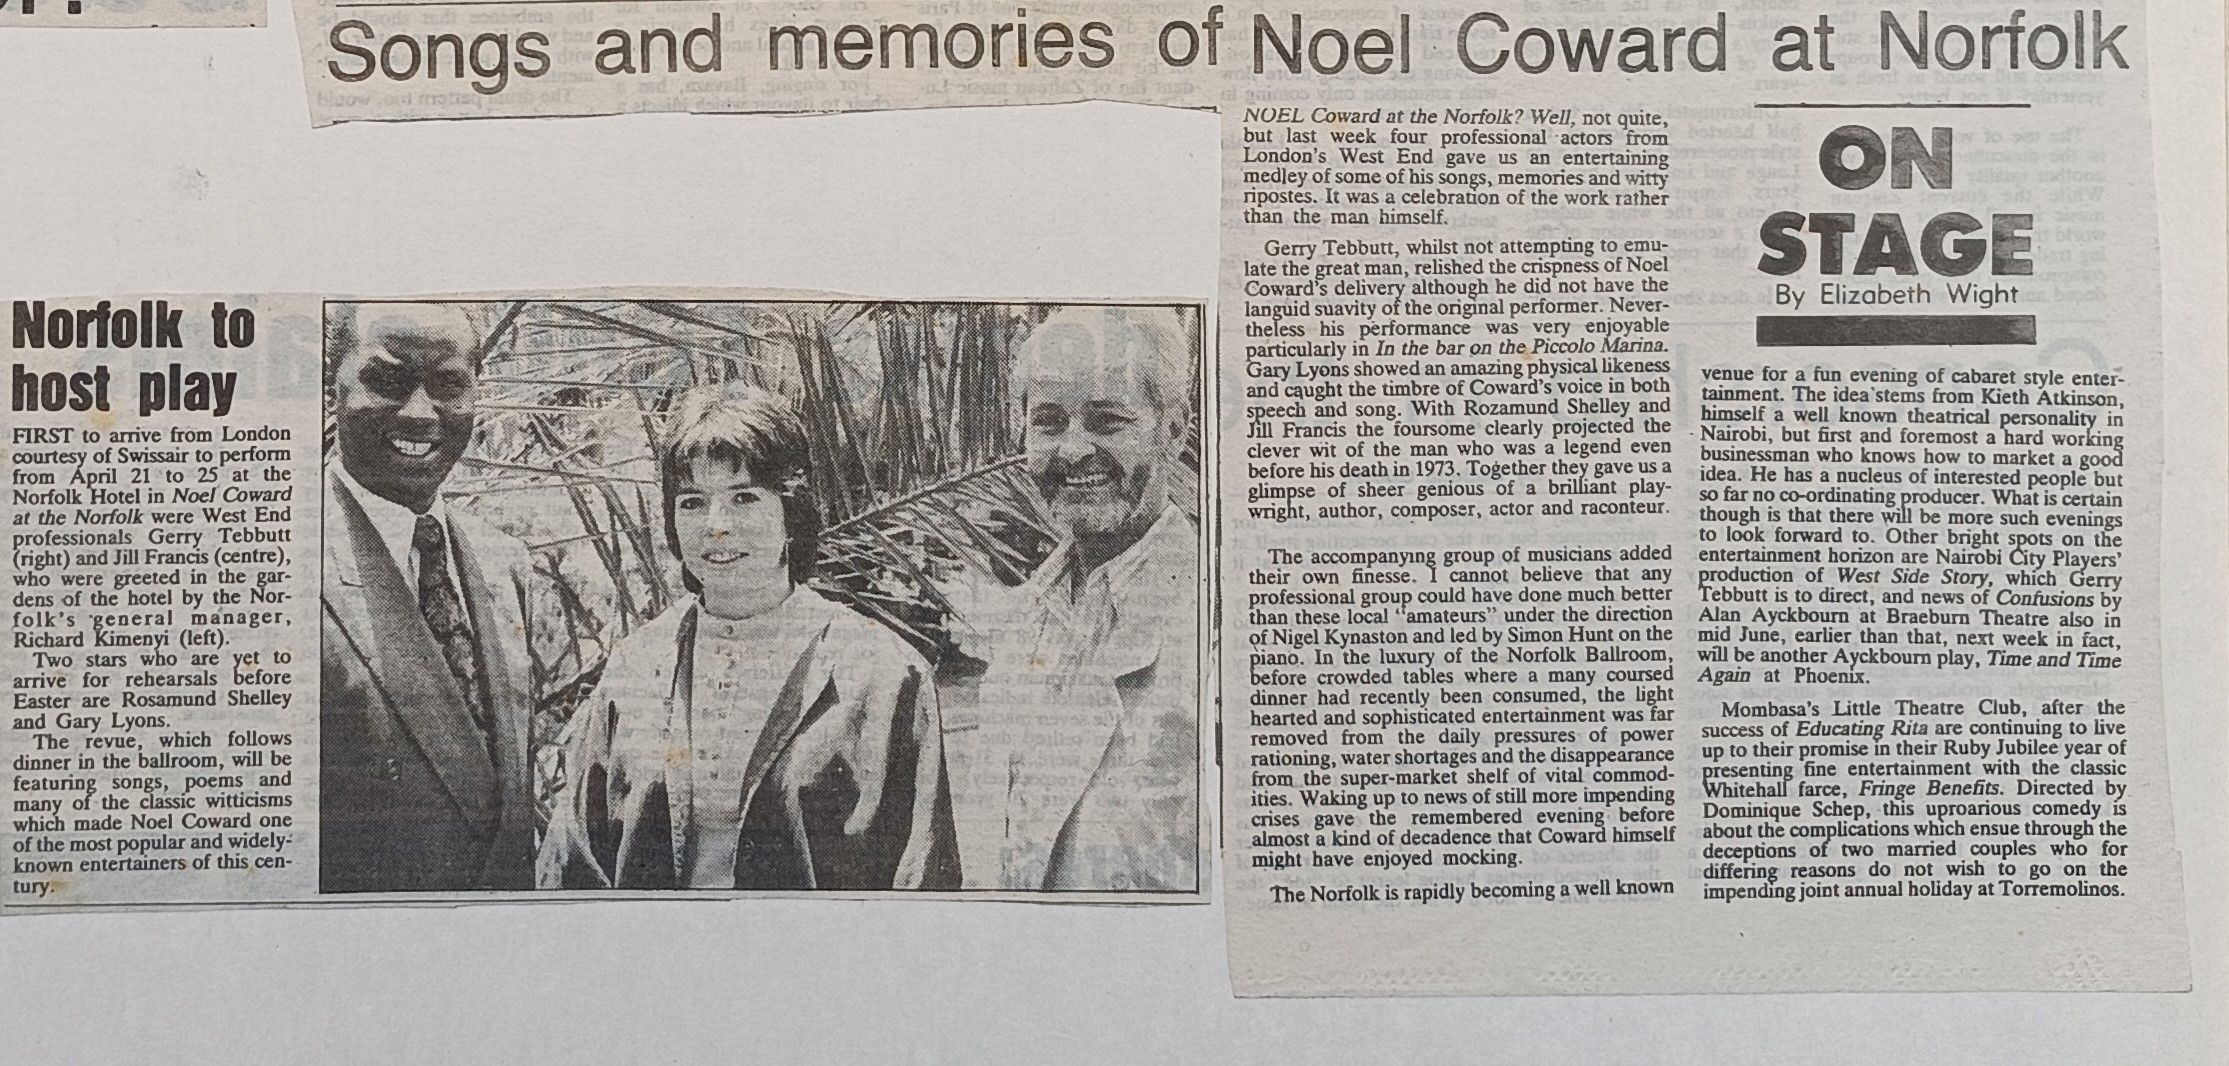 Songs and memories of Noel Coward at Norfolk
Norfolk to
host play
FIRST to arrive from London
courtesy of Swissair to perform
from April 21 to 25 at the
Norfolk Hotel in Noel Coward
at the Norfolk were West End
professionals Gerry Tebbutt
(right) and Jill Francis (centre),
who were greeted in the gar-
dens of the hotel by the Nor-
folk's general manager,
Richard Kimenyi (left).
Two stars who are yet to
arrive for rehearsals before
Easter are Rosamund Shelley
and Gary Lyons.
The revue, which follows
dinner in the ballroom, will be
featuring songs, poems and
many of the classic witticisms
which made Noel Coward one
of the most popular and widely-
known entertainers of this cen-
tury.
NOEL Coward at the Norfolk? Well, not quite,
but last week four professional actors from
London's West End gave us an entertaining
medley of some of his songs, memories and witty
ripostes. It was a celebration of the work rather
than the man himself.
Gerry Tebbutt, whilst not attempting to emu-
late the great man, relished the crispness of Noel
Coward's delivery although he did not have the
languid suavity of the original performer. Never-
theless his performance was very enjoyable
particularly in In the bar on the Piccolo Marina.
Gary Lyons showed an amazing physical likeness
and caught the timbre of Coward's voice in both
speech and song. With Rozamund Shelley and
Jill Francis the foursome clearly projected the
clever wit of the man who was a legend even
before his death in 1973. Together they gave us a
glimpse of sheer genious of a brilliant play-
wright, author, composer, actor and raconteur.
The accompanying group of musicians added
their own finesse. I cannot believe that any
professional group could have done much better
than these local "amateurs" under the direction
of Nigel Kynaston and led by Simon Hunt on the
piano. In the luxury of the Norfolk Ballroom,
before crowded tables where a many coursed
dinner had recently been consumed, the light
hearted and sophisticated entertainment was far
removed from the daily pressures of power
rationing, water shortages and the disappearance
from the super-market shelf of vital commod-
ities. Waking up to news of still more impending
crises gave the remembered evening before
almost a kind of decadence that Coward himself
might have enjoyed mocking.
The Norfolk is rapidly becoming a well known
ON
STAGE
By Elizabeth Wight
venue for a fun evening of cabaret style enter-
tainment. The idea stems from Kieth Atkinson,
himself a well known theatrical personality in
Nairobi, but first and foremost a hard working
businessman who knows how to market a good
idea. He has a nucleus of interested people but
so far no co-ordinating producer. What is certain
though is that there will be more such evenings
to look forward to. Other bright spots on the
entertainment horizon are Nairobi City Players'
production of West Side Story, which Gerry
Tebbutt is to direct, and news of Confusions by
Alan Ayckbourn at Braeburn Theatre also in
mid June, earlier than that, next week in fact,
will be another Ayckbourn play, Time and Time
Again at Phoenix.
Mombasa's Little Theatre Club, after the
success of Educating Rita are continuing to live
up to their promise in their Ruby Jubilee year of
presenting fine entertainment with the classic
Whitehall farce, Fringe Benefits. Directed by
Dominique Schep, this uproarious comedy is
about the complications which ensue through the
deceptions of two married couples who for
differing reasons do not wish to go on the
impending joint annual holiday at Torremolinos.